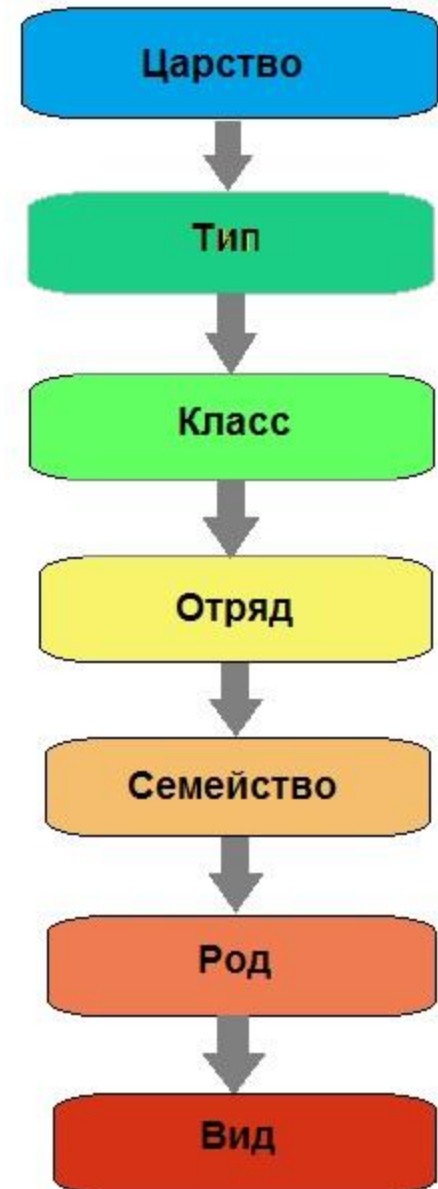 Царство
Тип
Класс
Отряд
Семейство
Род
Вид